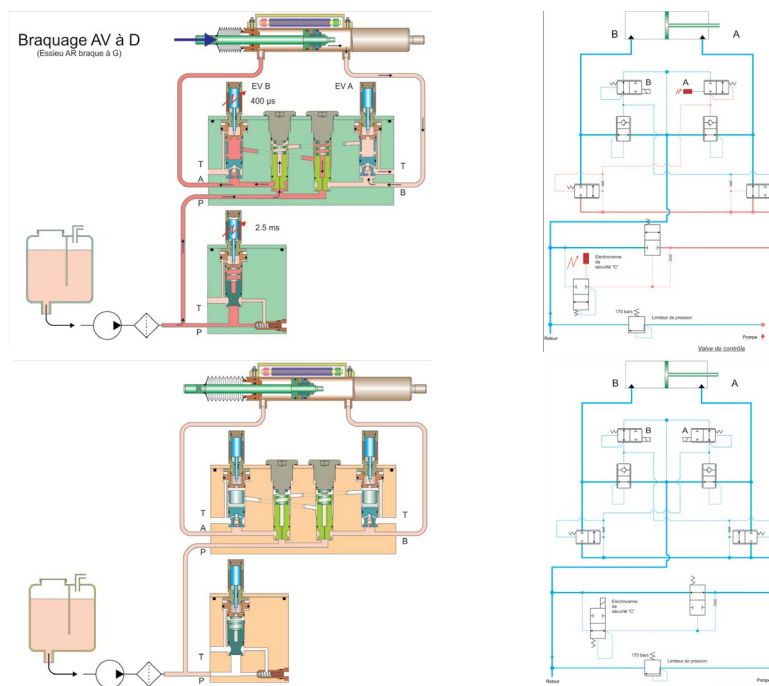 Braquage AV à D
(Essieu AR braque à G)
EV B
400 µs
EV A
T
T
A
B
P
2.5 ms
T
P
B
A
B
A
Electrovanne
de
sécurité "C"
170 bars
Limiteur de pression
Retour
Pompe
Valve de contrôle
T
T
A
B
P
T
P
B
A
B
A
Electrovanne
de
sécurité "C"
170 bars
Limiteur de pression
Retour
Pompe